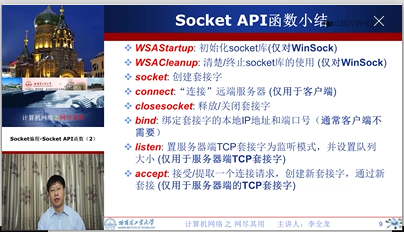 Socket API函数小结
WSAStartup: 初始化socket库(仅对WinSock)
WSACleanup: 清楚/终止socket库的使用 (仅对WinSock)
socket: 创建套接字
connect:“连接”远端服务器 (仅用于客户端)
closesocket: 释放/关闭套接字
bind: 绑定套接字的本地IP地址和端口号（通常客户端不
需要）
listen: 置服务器端TCP套接字为监听模式，并设置队列
大小 (仅用于服务器端TCP套接字)
accept: 接受/提取一个连接请求，创建新套接字，通过新
套接 (仅用于服务器端的TCP套接字)
计算机网络之网尽其用
Socket编程-Socket API函数（2）
哈尔滨工业大学
计算机网络 之 网尽其用
主讲人：李全龙
9